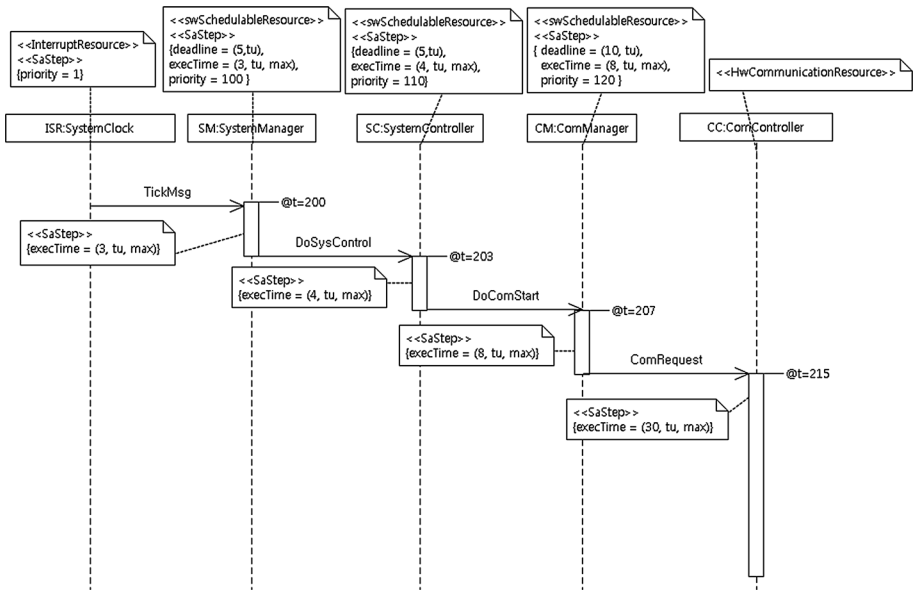 <<InterruptResource>>
<<SaStep>>
{priority = 1}
<<swSchedulableResource>>
<<SaStep>>
{deadline = (5,tu),
execTime = (3, tu, max),
priority = 100 }
<<swSchedulableResource>>
<<SaStep>>
{deadline = (5,tu),
execTime = (4, tu, max),
priority = 110}
<<swSchedulableResource>>
<<SaStep>>
{ deadline = (10, tu),
execTime = (8, tu, max),
priority = 120 }
<<HwCommunicationResource>>
ISR:SystemClock
SM:SystemManager
SC:SystemController
CM:ComManager
CC:ComController
TickMsg
@t=200
<<SaStep>>
{execTime = (3, tu, max)}
DoSysControl
@t=203
<<SaStep>>
{execTime = (4, tu, max)}
DoComStart
@t=207
<<SaStep>>
{execTime = (8, tu, max)}
ComRequest
@t=215
<<SaStep>>
{execTime = (30, tu, max)}